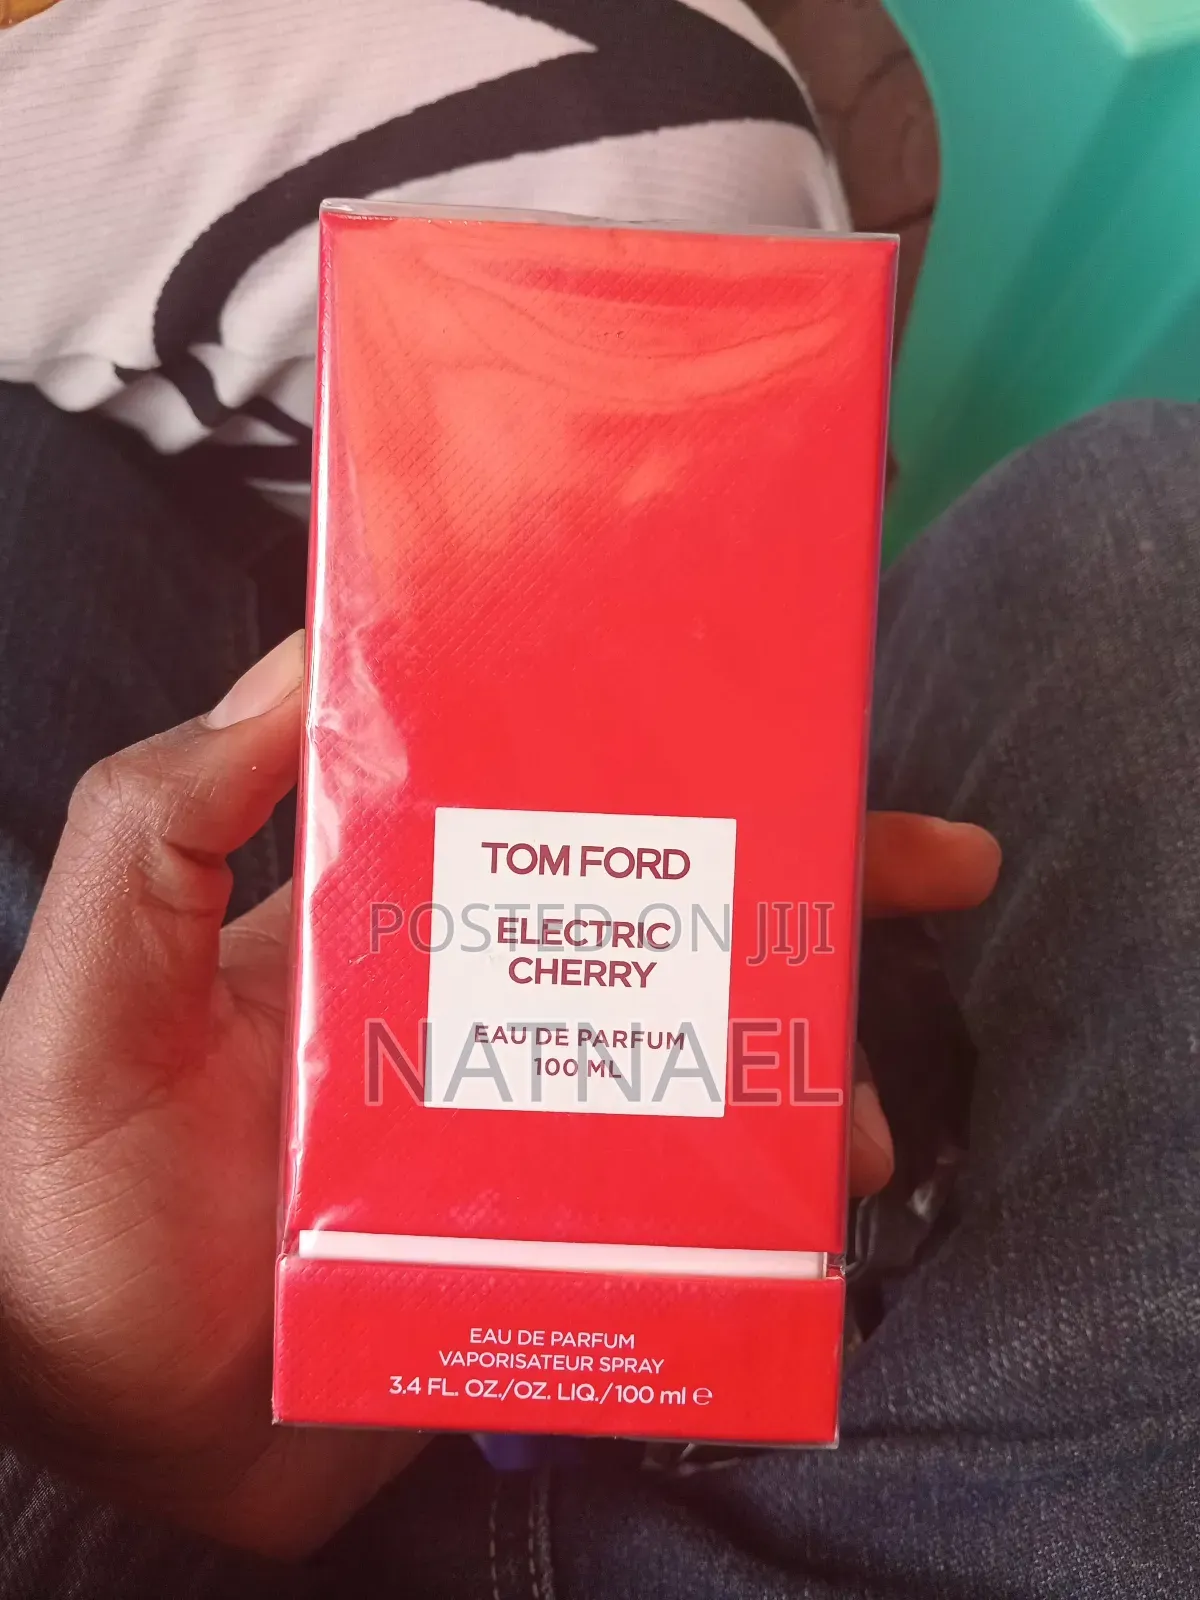 TOM FORD
POSTED ON JIJI
ELECTRIC
CHERRY
NATNAEL
EAU DE PARFUM
100 ML
EAU DE PARFUM
VAPORISATEUR SPRAY
3.4 FL. OZ./OZ. LIQ./100 ml ℮